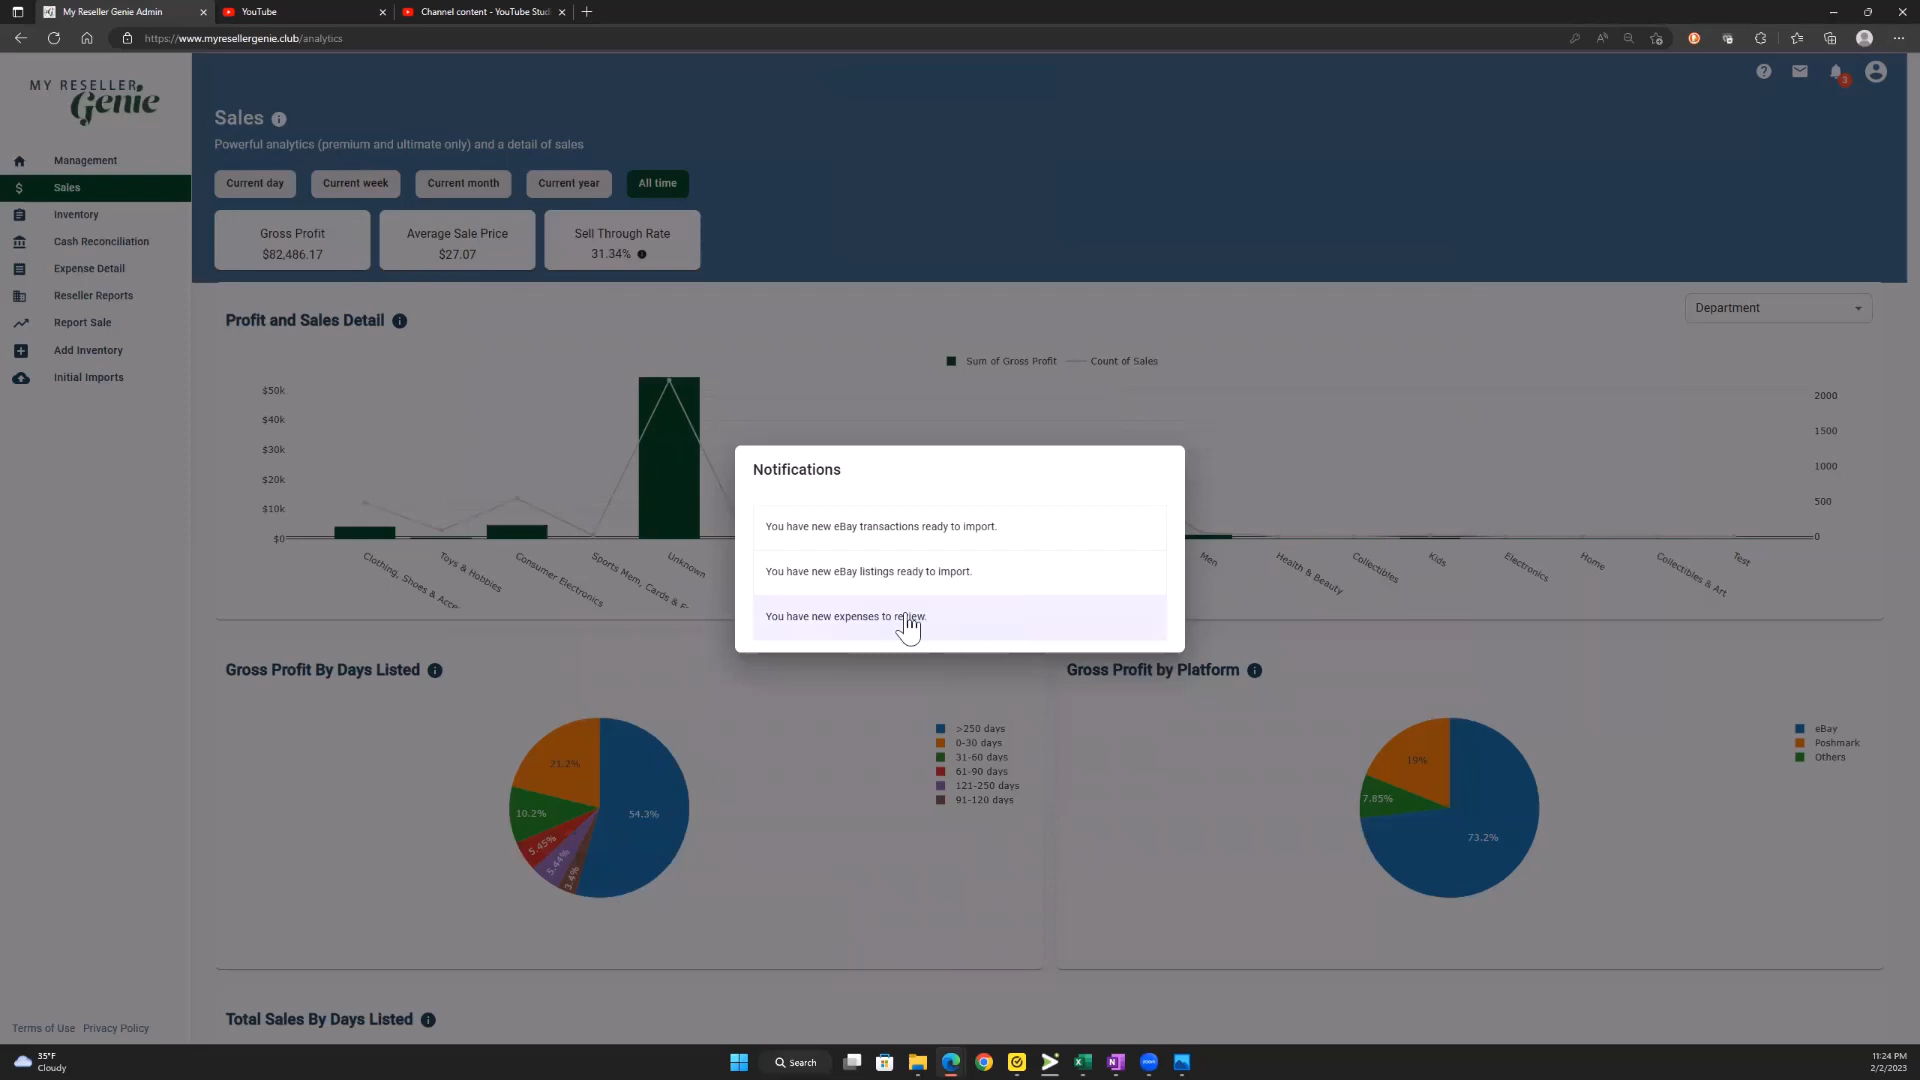 My Reseller Genie Admin
YouTube
Channel content - YouTube Stud
https://www.myresellergenie.club/analytics
MY RESELLER
Genie
3
Management
Sales
Inventory
Cash Reconciliation
Expense Detail
Reseller Reports
Report Sale
Add Inventory
Initial Imports
Terms of Use Privacy Policy
Sales
Powerful analytics (premium and ultimate only) and a detail of sales
Current day Current week Current month Current year All time
Gross Profit
$82,486.17
Average Sale Price
$27.07
Sell Through Rate
31.34%
Profit and Sales Detail
Department
Sum of Gross Profit Count of Sales
$50k
$40k
$30k
$20k
$10k
$0
2000
1500
1000
500
0
Clothing, Shoes & Acce
Toys & Hobbies
Consumer Electronics
Sports Mem, Cards & F
Unknown
Men
Health & Beauty
Collectibles
Kids
Electronics
Home
Collectibles & Art
Test
Notifications
You have new eBay transactions ready to import.
You have new eBay listings ready to import.
You have new expenses to review.
Gross Profit By Days Listed
54.3%
21.2%
10.2%
5.45%
5.44%
3.4%
>250 days
0-30 days
31-60 days
61-90 days
121-250 days
91-120 days
Gross Profit by Platform
73.2%
19%
7.85%
eBay
Poshmark
Others
Total Sales By Days Listed
35°F
Cloudy
Search
11:24 PM
2/2/2023